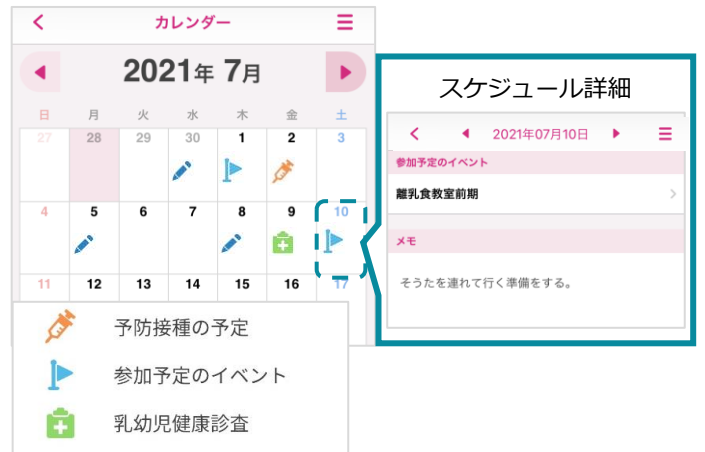 カレンダー
2021年 7月
日 月 火 水 木 金 土
27 28 29 30 1 2 3
4 5 6 7 8 9 10
11 12 13 14 15 16 17
予防接種の予定
参加予定のイベント
乳幼児健康診査
スケジュール詳細
2021年07月10日
参加予定のイベント
離乳食教室前期
メモ
そうたを連れて行く準備をする。